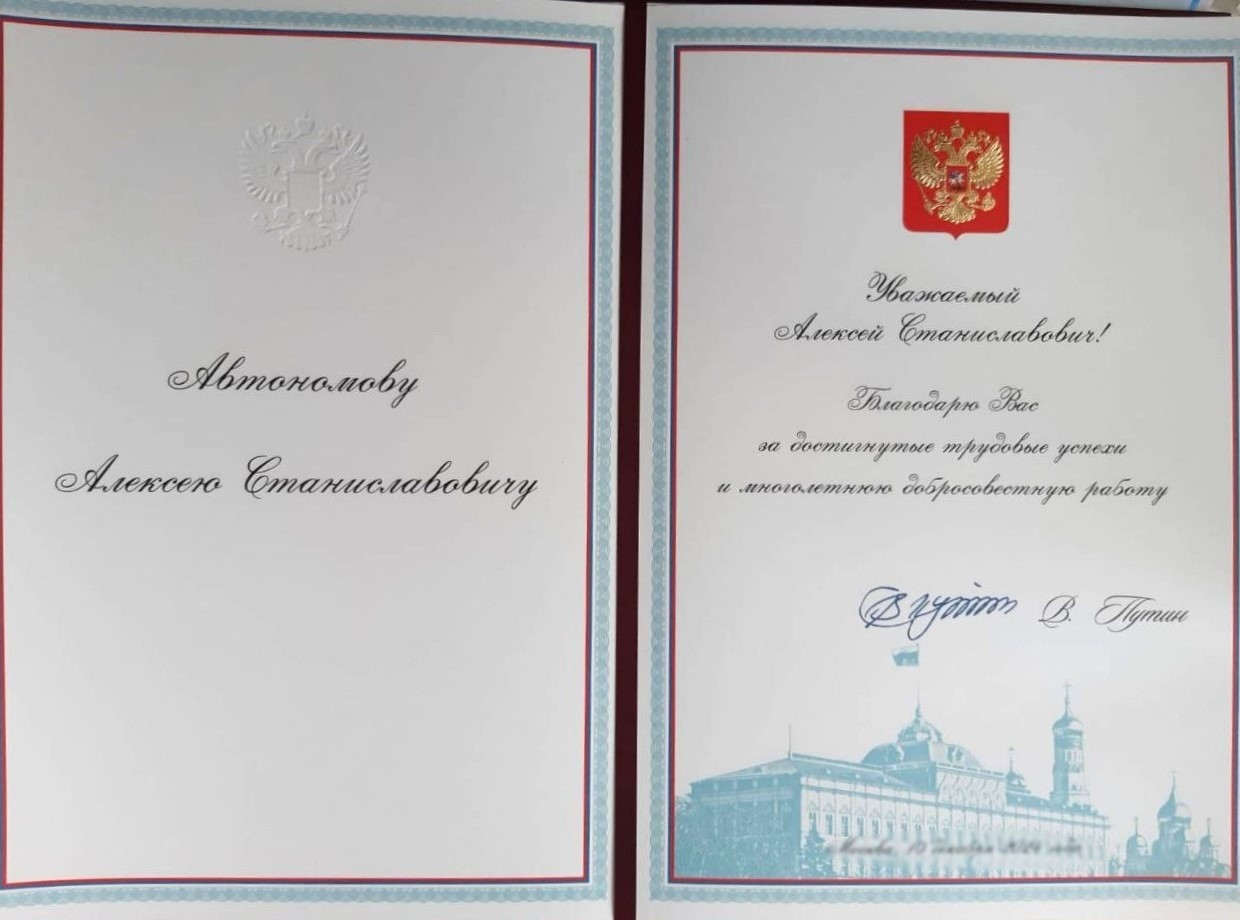 Автономову
Алексею Станиславовичу
Уважаемый
Алексей Станиславович!
Благодарю Вас
за достигнутые трудовые успехи
и многолетнюю добросовестную работу
В. Путин